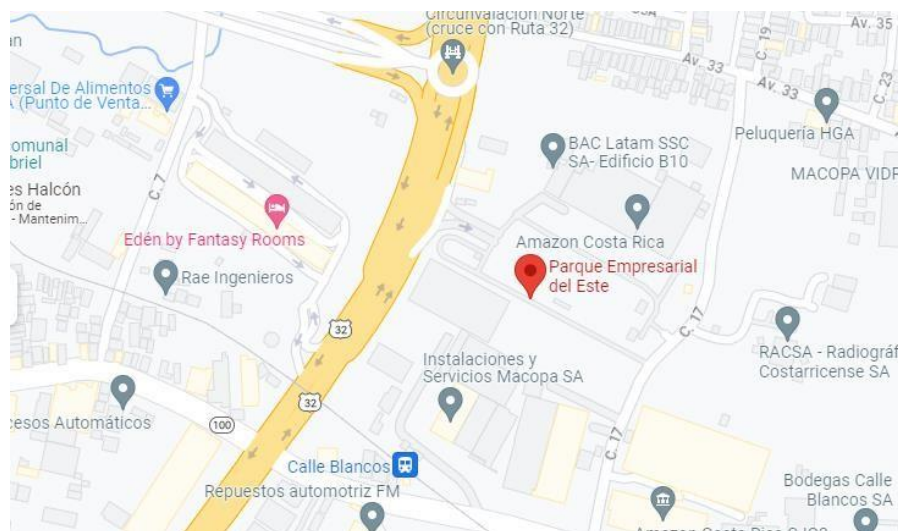 Circunvalación Norte
(cruce con Ruta 32)
C. 19
Av. 35
Av. 33
Av. 33
C. 23
ersal De Alimentos
A (Punto de Venta...
Peluquería HGA
BAC Latam SSC
SA- Edificio B10
omunal
briel
MACOPA VIDR
C. 7
es Halcón
ón de
- Mantenim...
Edén by Fantasy Rooms
Amazon Costa Rica
Rae Ingenieros
Parque Empresarial
del Este
32
C. 17
Instalaciones y
Servicios Macopa SA
RACSA - Radiográf
Costarricense SA
32
100
cesos Automáticos
C. 17
Calle Blancos
Repuestos automotriz FM
Bodegas Calle
Blancos SA